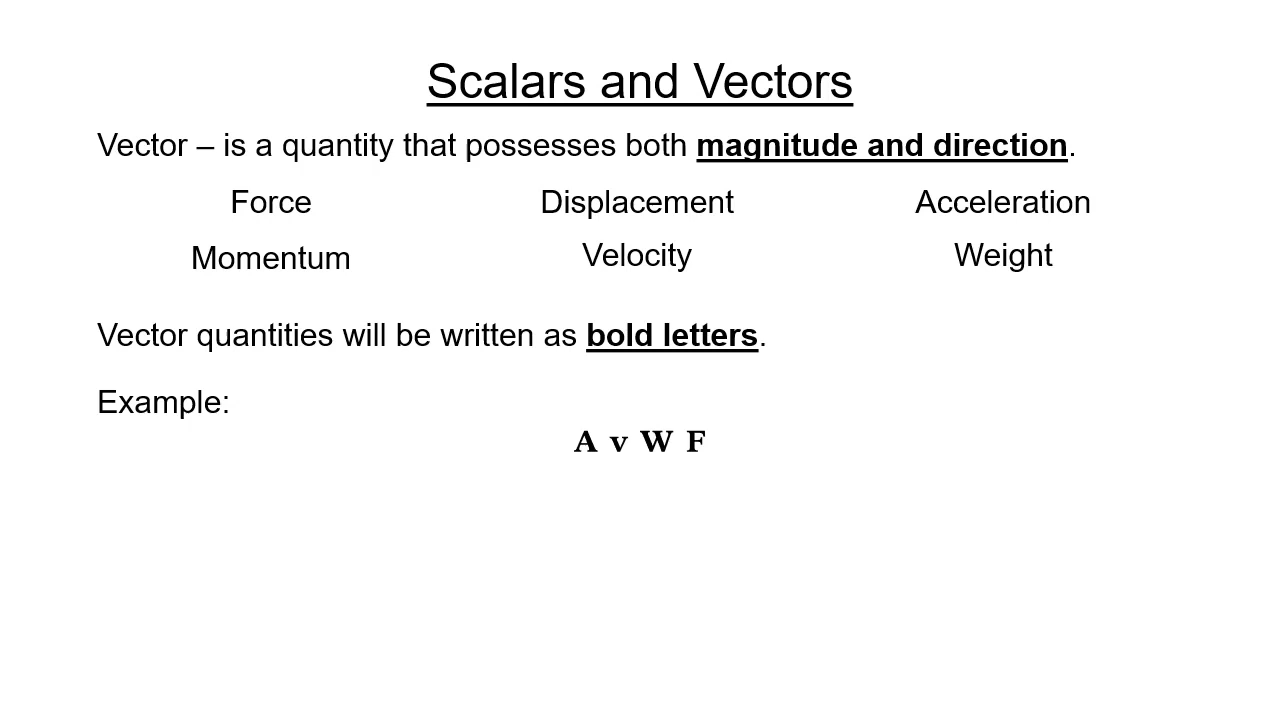 Scalars and Vectors
Vector – is a quantity that possesses both magnitude and direction.
Force Displacement Acceleration
Momentum Velocity Weight
Vector quantities will be written as bold letters.
Example:
A v W F